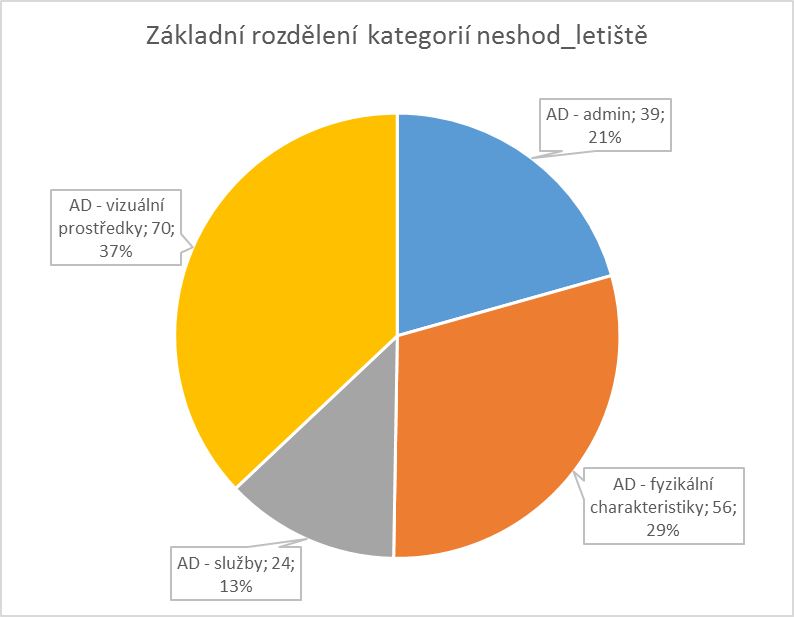 Základní rozdělení kategorií neshod_letiště
AD - admin; 39;
21%
AD - vizuální
prostředky; 70;
37%
AD - fyzikální
charakteristiky; 56;
29%
AD - služby; 24;
13%